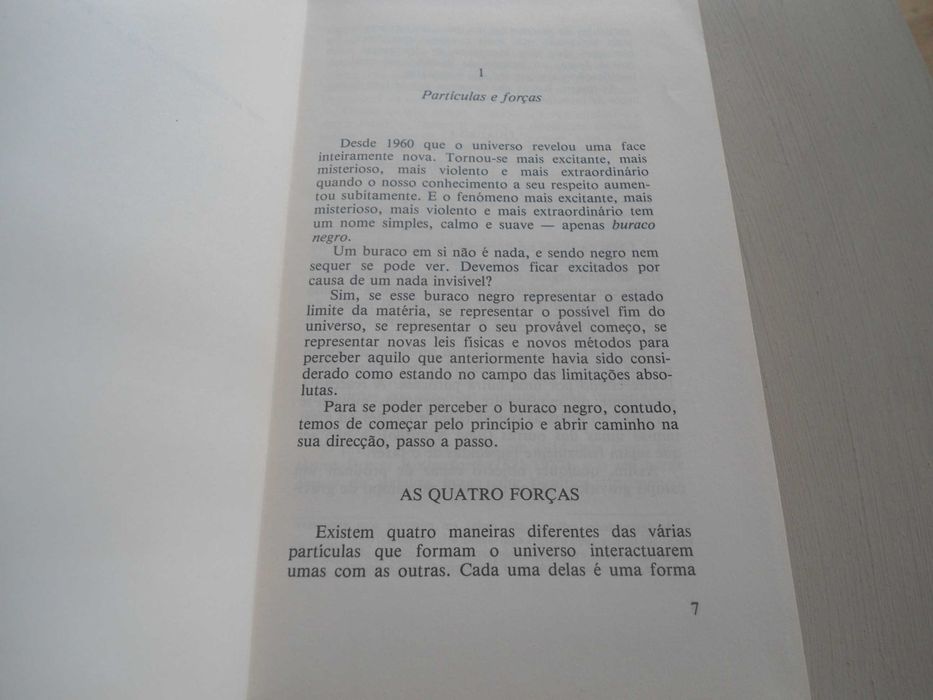 1
Partículas e forças
Desde 1960 que o universo revelou uma face
inteiramente nova. Tornou-se mais excitante, mais
misterioso, mais violento e mais extraordinário
quando o nosso conhecimento a seu respeito aumen-
tou subitamente. E o fenómeno mais excitante, mais
misterioso, mais violento e mais extraordinário tem
um nome simples, calmo e suave — apenas buraco
negro.
Um buraco em si não é nada, e sendo negro nem
sequer se pode ver. Devemos ficar excitados por
causa de um nada invisível?
Sim, se esse buraco negro representar o estado
limite da matéria, se representar o possível fim do
universo, se representar o seu provável começo, se
representar novas leis físicas e novos métodos para
perceber aquilo que anteriormente havia sido consi-
derado como estando no campo das limitações abso-
lutas.
Para se poder perceber o buraco negro, contudo,
temos de começar pelo princípio e abrir caminho na
sua direcção, passo a passo.
AS QUATRO FORÇAS
Existem quatro maneiras diferentes das várias
partículas que formam o universo interactuarem
umas com as outras. Cada uma delas é uma forma
7